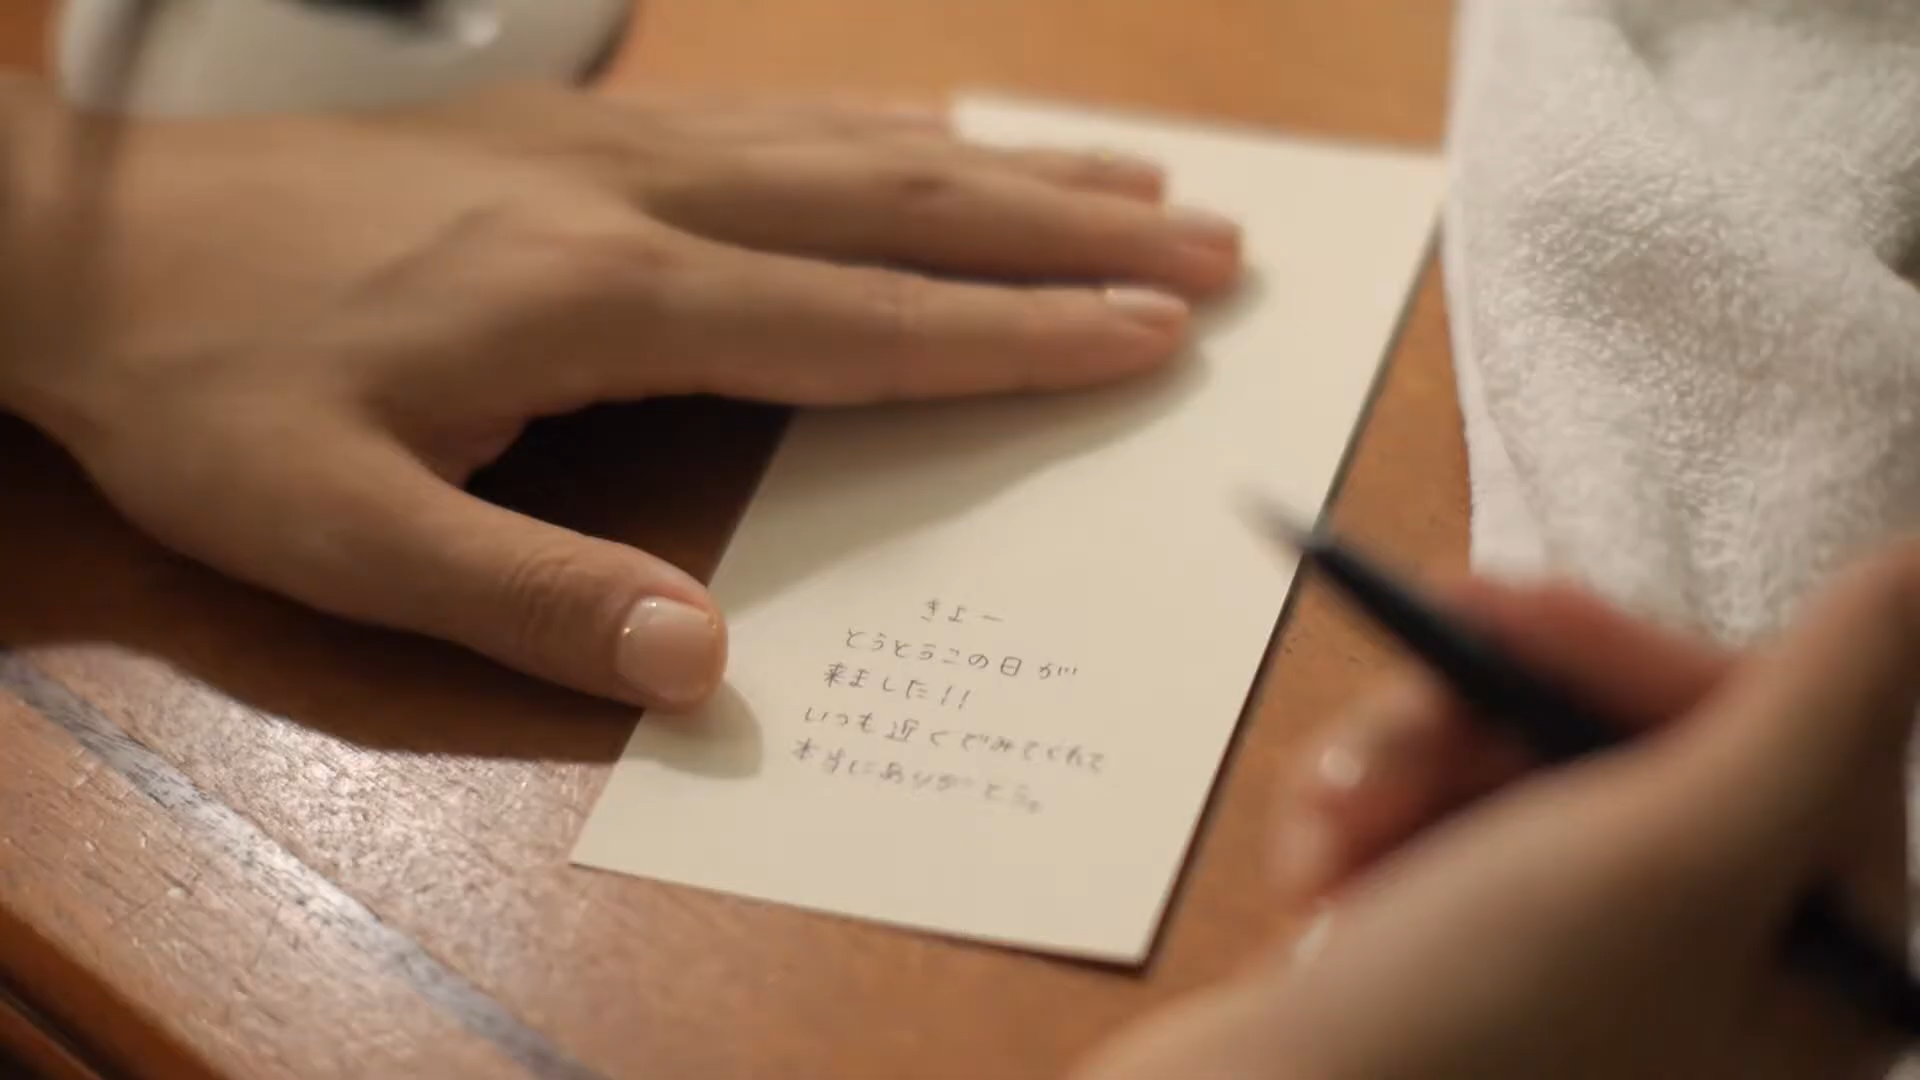 きよー
とうとうこの日が
来ました!!
いつも近くでみてくれて
本当にありがとう。